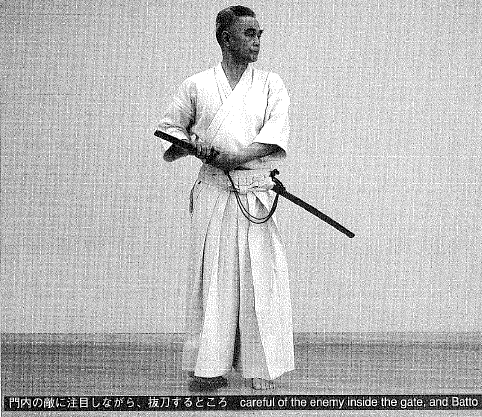 門内の敵に注目しながら、抜刀するところ careful of the enemy inside the gate, and Batto